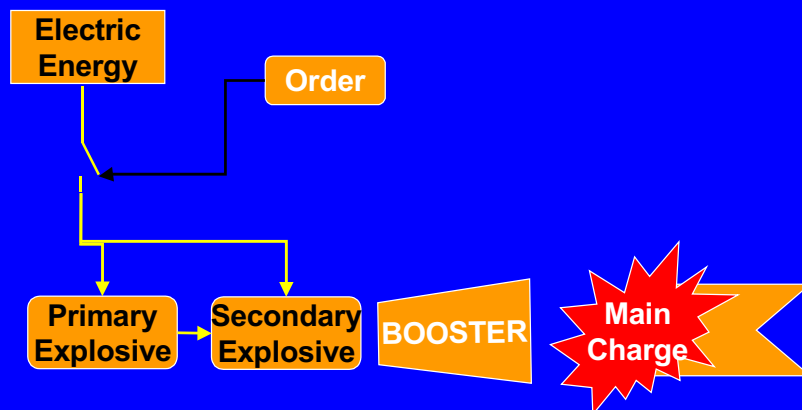 Electric
Energy
Order
Primary
Explosive
Secondary
Explosive
BOOSTER
Main
Charge